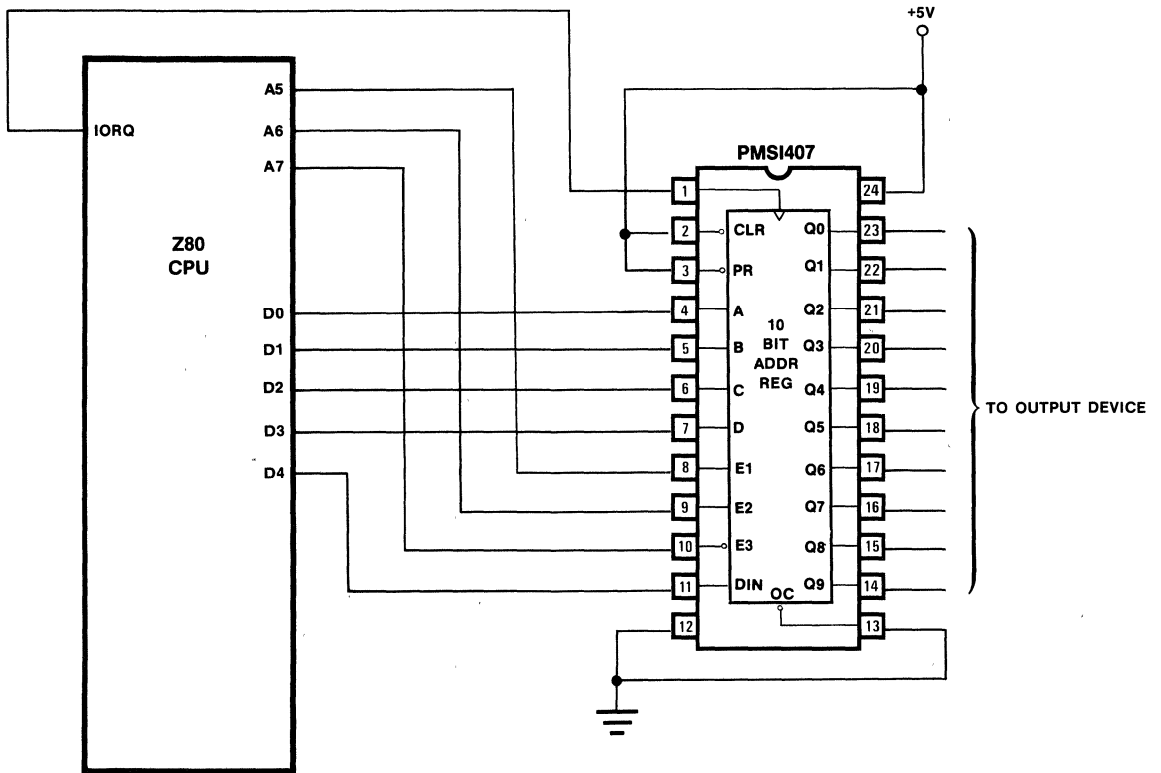 +5V
IORQ
A5
A6
A7
Z80
CPU
D0
D1
D2
D3
D4
PMSI407
1
2
3
4
5
6
7
8
9
10
11
12
CLR
PR
A
B
C
D
E1
E2
E3
DIN
10
BIT
ADDR
REG
OC
Q0
Q1
Q2
Q3
Q4
Q5
Q6
Q7
Q8
Q9
24
23
22
21
20
19
18
17
16
15
14
13
TO OUTPUT DEVICE